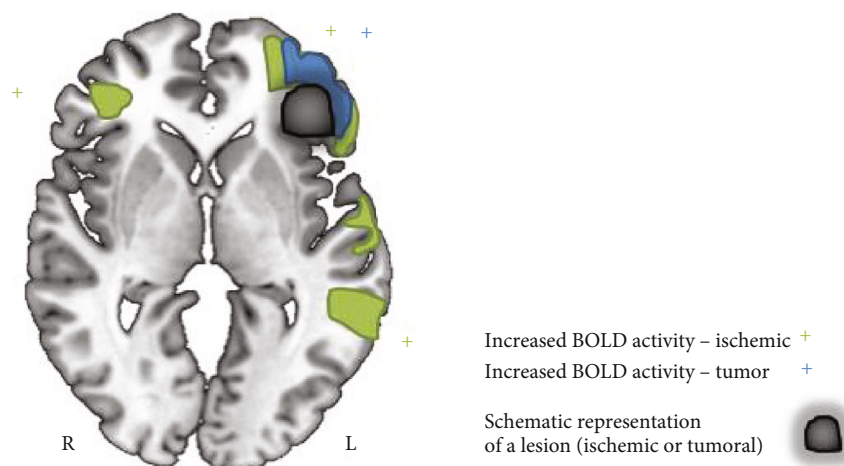 + +
+
+
R L
Increased BOLD activity – ischemic +
Increased BOLD activity – tumor +
Schematic representation
of a lesion (ischemic or tumoral)